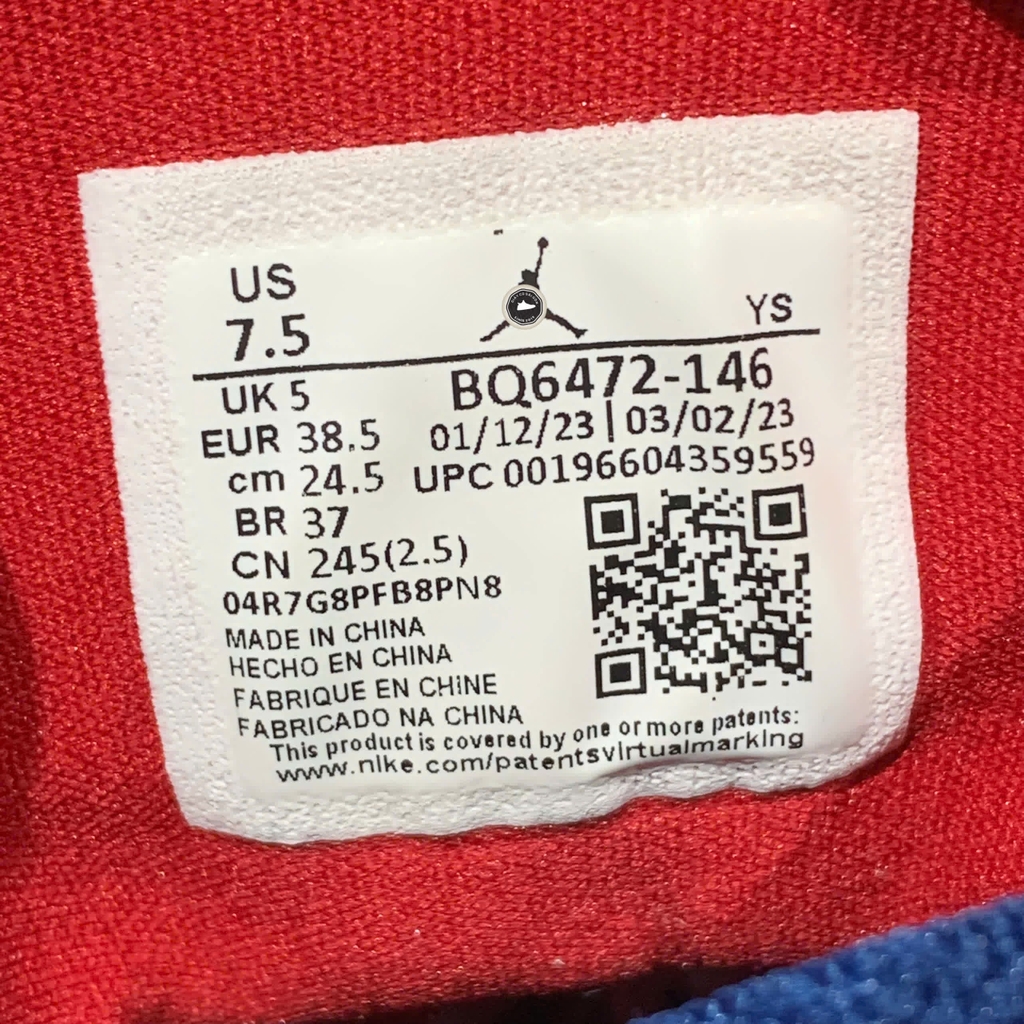 US
7.5
YS
UK 5
BQ6472-146
EUR 38.5
01/12/23 | 03/02/23
cm 24.5
UPC 00196604359559
BR 37
CN 245(2.5)
04R7G8PFB8PN8
MADE IN CHINA
HECHO EN CHINA
FABRIQUE EN CHINE
FABRICADO NA CHINA
This product is covered by one or more patents:
www.nike.com/patentsvirtualmarking